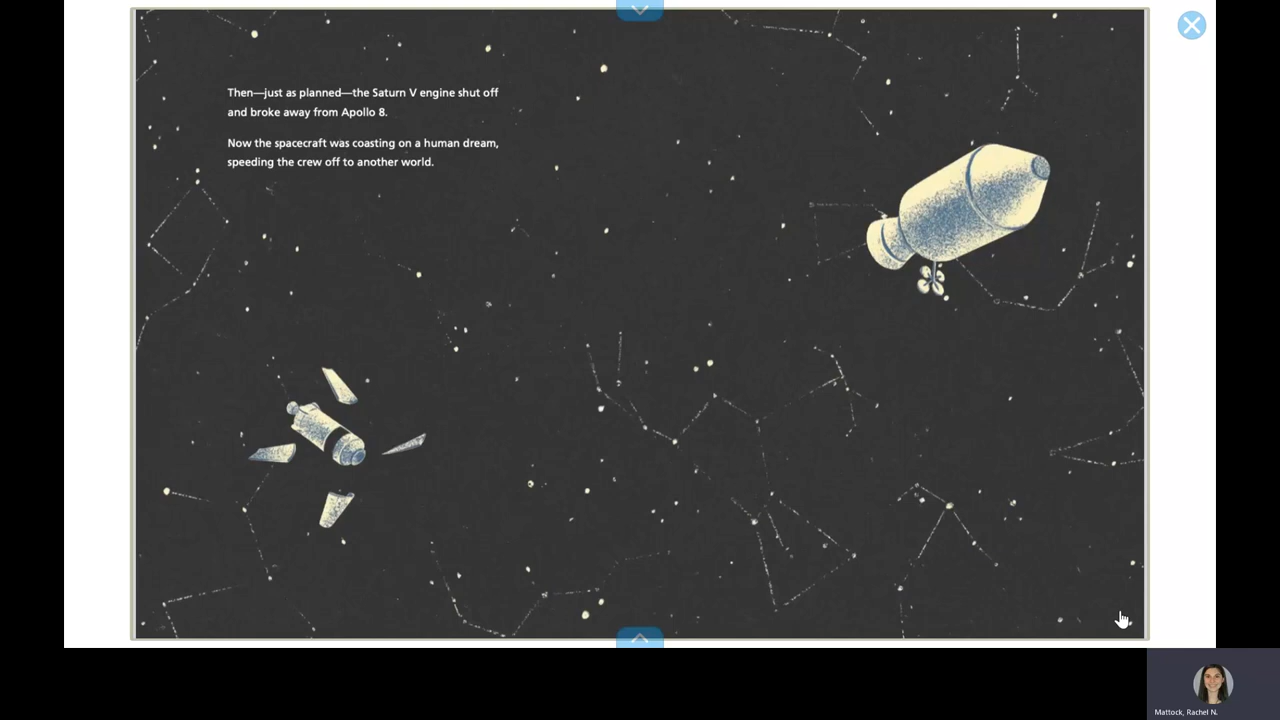 Then—just as planned—the Saturn V engine shut off
and broke away from Apollo 8.
Now the spacecraft was coasting on a human dream,
speeding the crew off to another world.
Mattock, Rachel N.